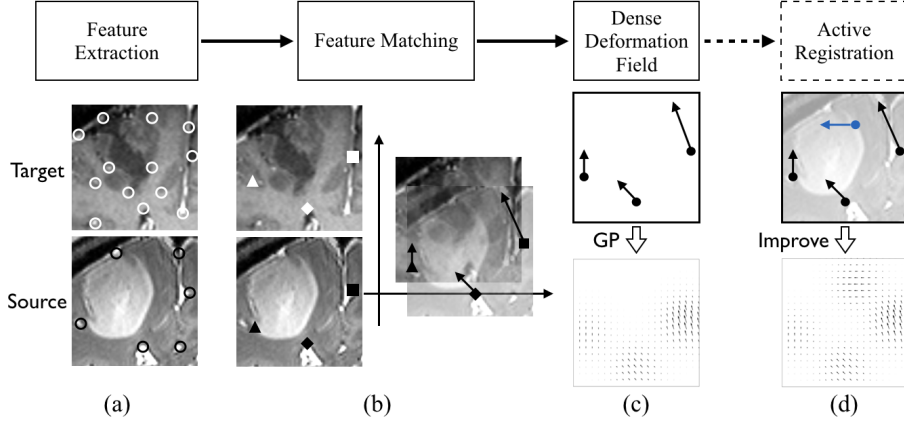 Feature
Extraction
Feature Matching
Dense
Deformation
Field
Active
Registration
Target
Source
GP
Improve
(a)
(b)
(c)
(d)